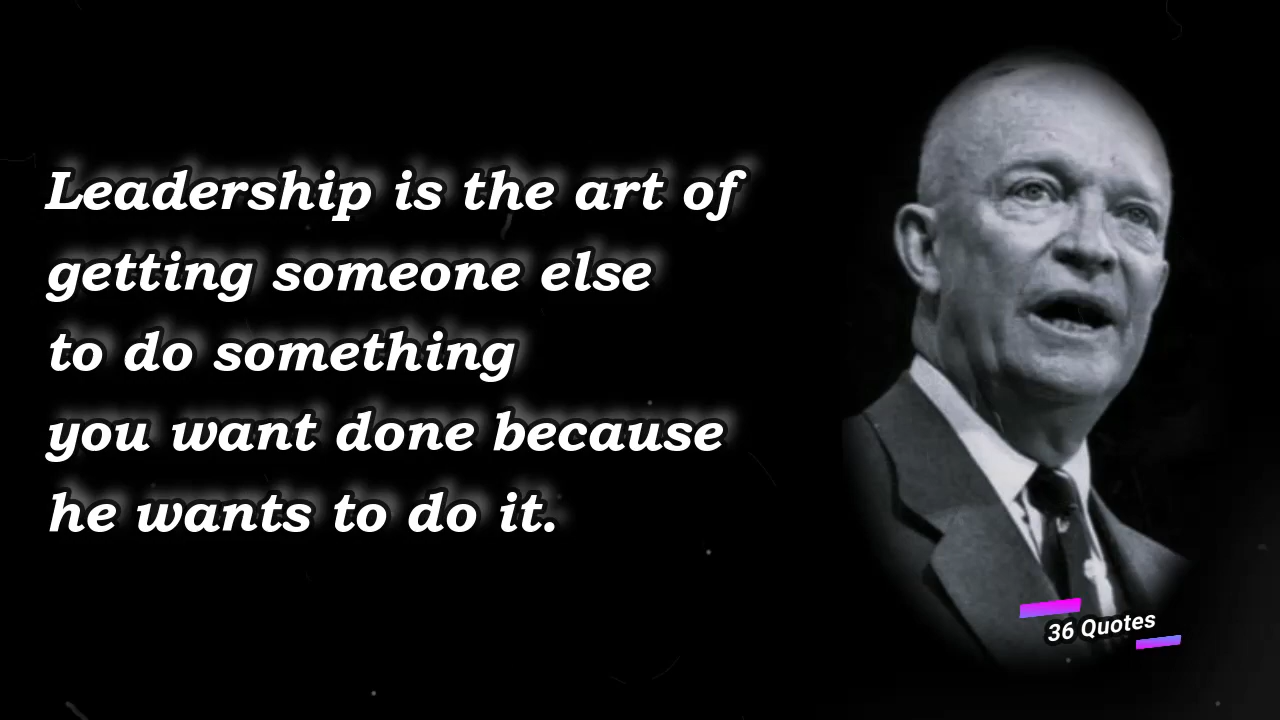 Leadership is the art of
getting someone else
to do something
you want done because
he wants to do it.
36 Quotes